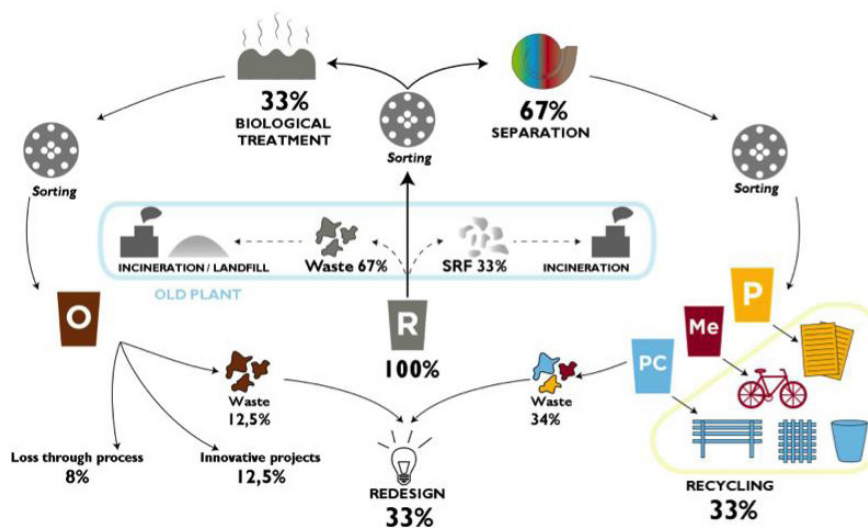 33%
BIOLOGICAL
TREATMENT
Sorting
67%
SEPARATION
Sorting
Sorting
INCINERATION / LANDFILL
Waste 67%
SRF 33%
INCINERATION
OLD PLANT
O
R
100%
P
Me
PC
Waste
12,5%
Waste
34%
Loss through process
8%
Innovative projects
12,5%
REDESIGN
33%
RECYCLING
33%